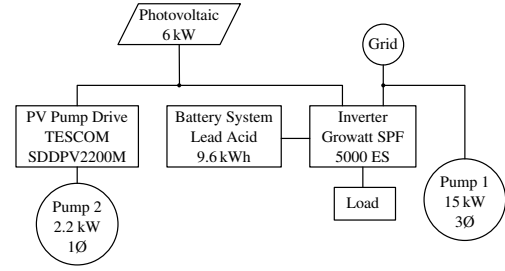 Photovoltaic
6 kW
Grid
PV Pump Drive
TESCOM
SDDPV2200M
Battery System
Lead Acid
9.6 kWh
Inverter
Growatt SPF
5000 ES
Pump 2
2.2 kW
1Ø
Load
Pump 1
15 kW
3Ø